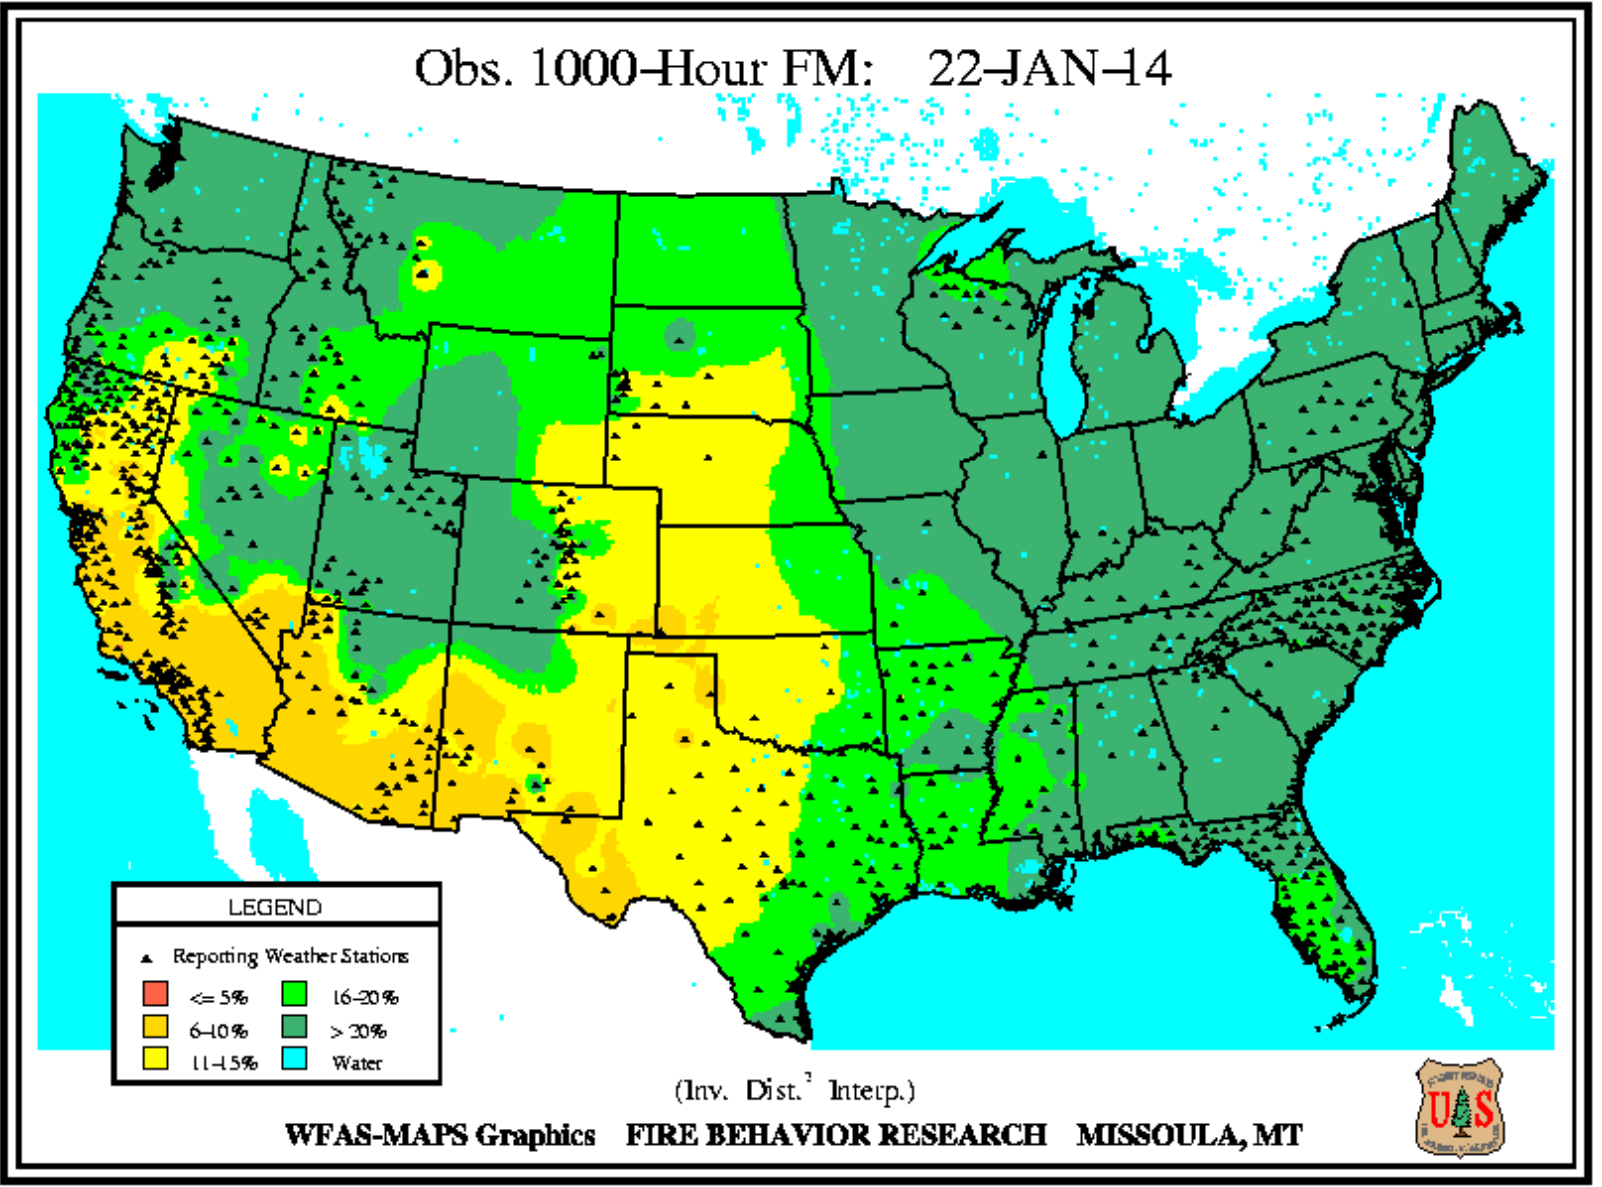 Obs. 1000-Hour FM: 22-JAN-14
LEGEND
Reporting Weather Stations
<= 5%
16-20%
6-10%
> 20%
11-15%
Water
(Inv. Dist.² Interp.)
WFAS-MAPS Graphics FIRE BEHAVIOR RESEARCH MISSOULA, MT
U S